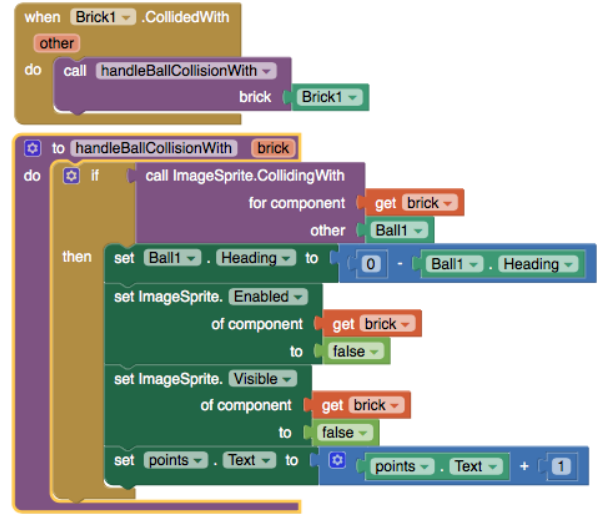 when Brick1 .CollidedWith
other
do call handleBallCollisionWith
brick Brick1
to handleBallCollisionWith brick
do if call ImageSprite.CollidingWith
for component get brick
other Ball1
then set Ball1 . Heading to 0 - Ball1 . Heading
set ImageSprite. Enabled
of component get brick
to false
set ImageSprite. Visible
of component get brick
to false
set points . Text to points . Text + 1